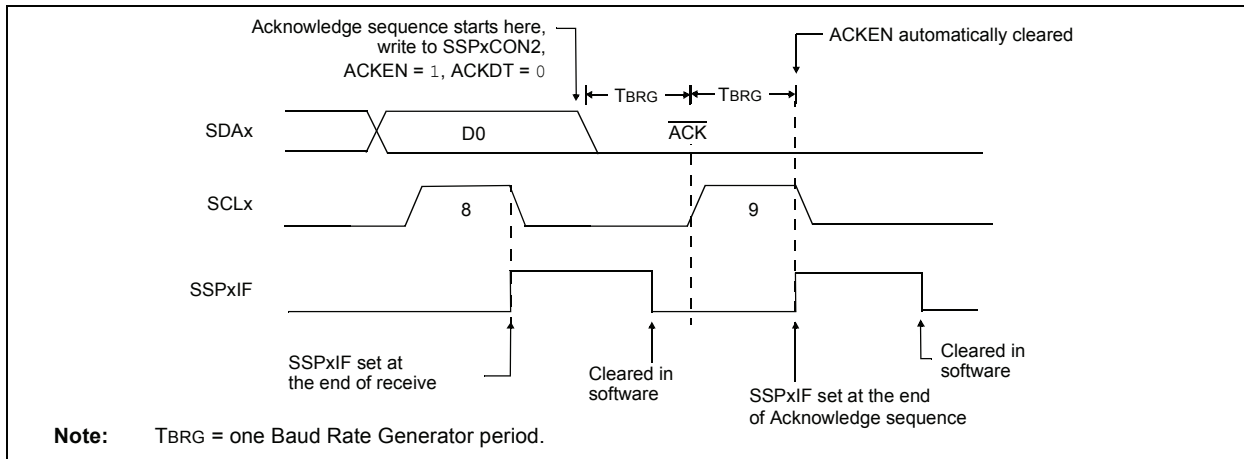 Acknowledge sequence starts here,
write to SSPxCON2,
ACKEN = 1, ACKDT = 0
ACKEN automatically cleared
TBRG
TBRG
SDAx
D0
ACK
SCLx
8
9
SSPxIF
SSPxIF set at
the end of receive
Cleared in
software
SSPxIF set at the end
of Acknowledge sequence
Cleared in
software
Note: TBRG = one Baud Rate Generator period.